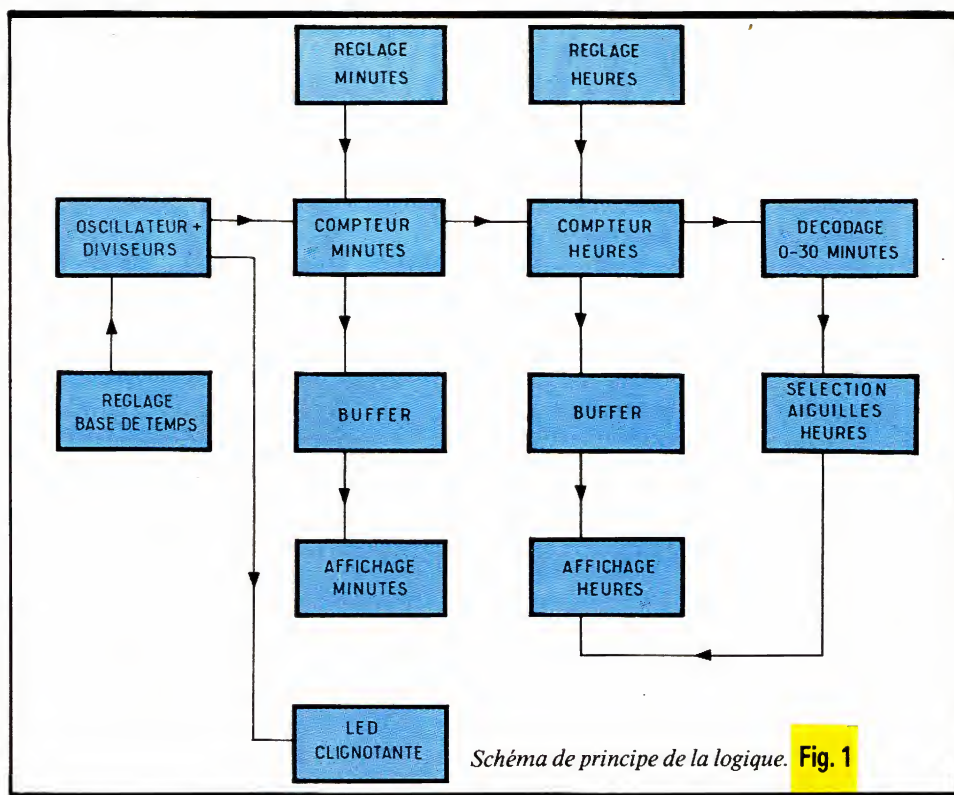 REGLAGE
MINUTES
REGLAGE
HEURES
OSCILLATEUR +
DIVISEURS
COMPTEUR
MINUTES
COMPTEUR
HEURES
DECODAGE
0-30 MINUTES
REGLAGE
BASE DE TEMPS
BUFFER
BUFFER
SELECTION
AIGUILLES
HEURES
AFFICHAGE
MINUTES
AFFICHAGE
HEURES
LED
CLIGNOTANTE
Schéma de principe de la logique. Fig. 1